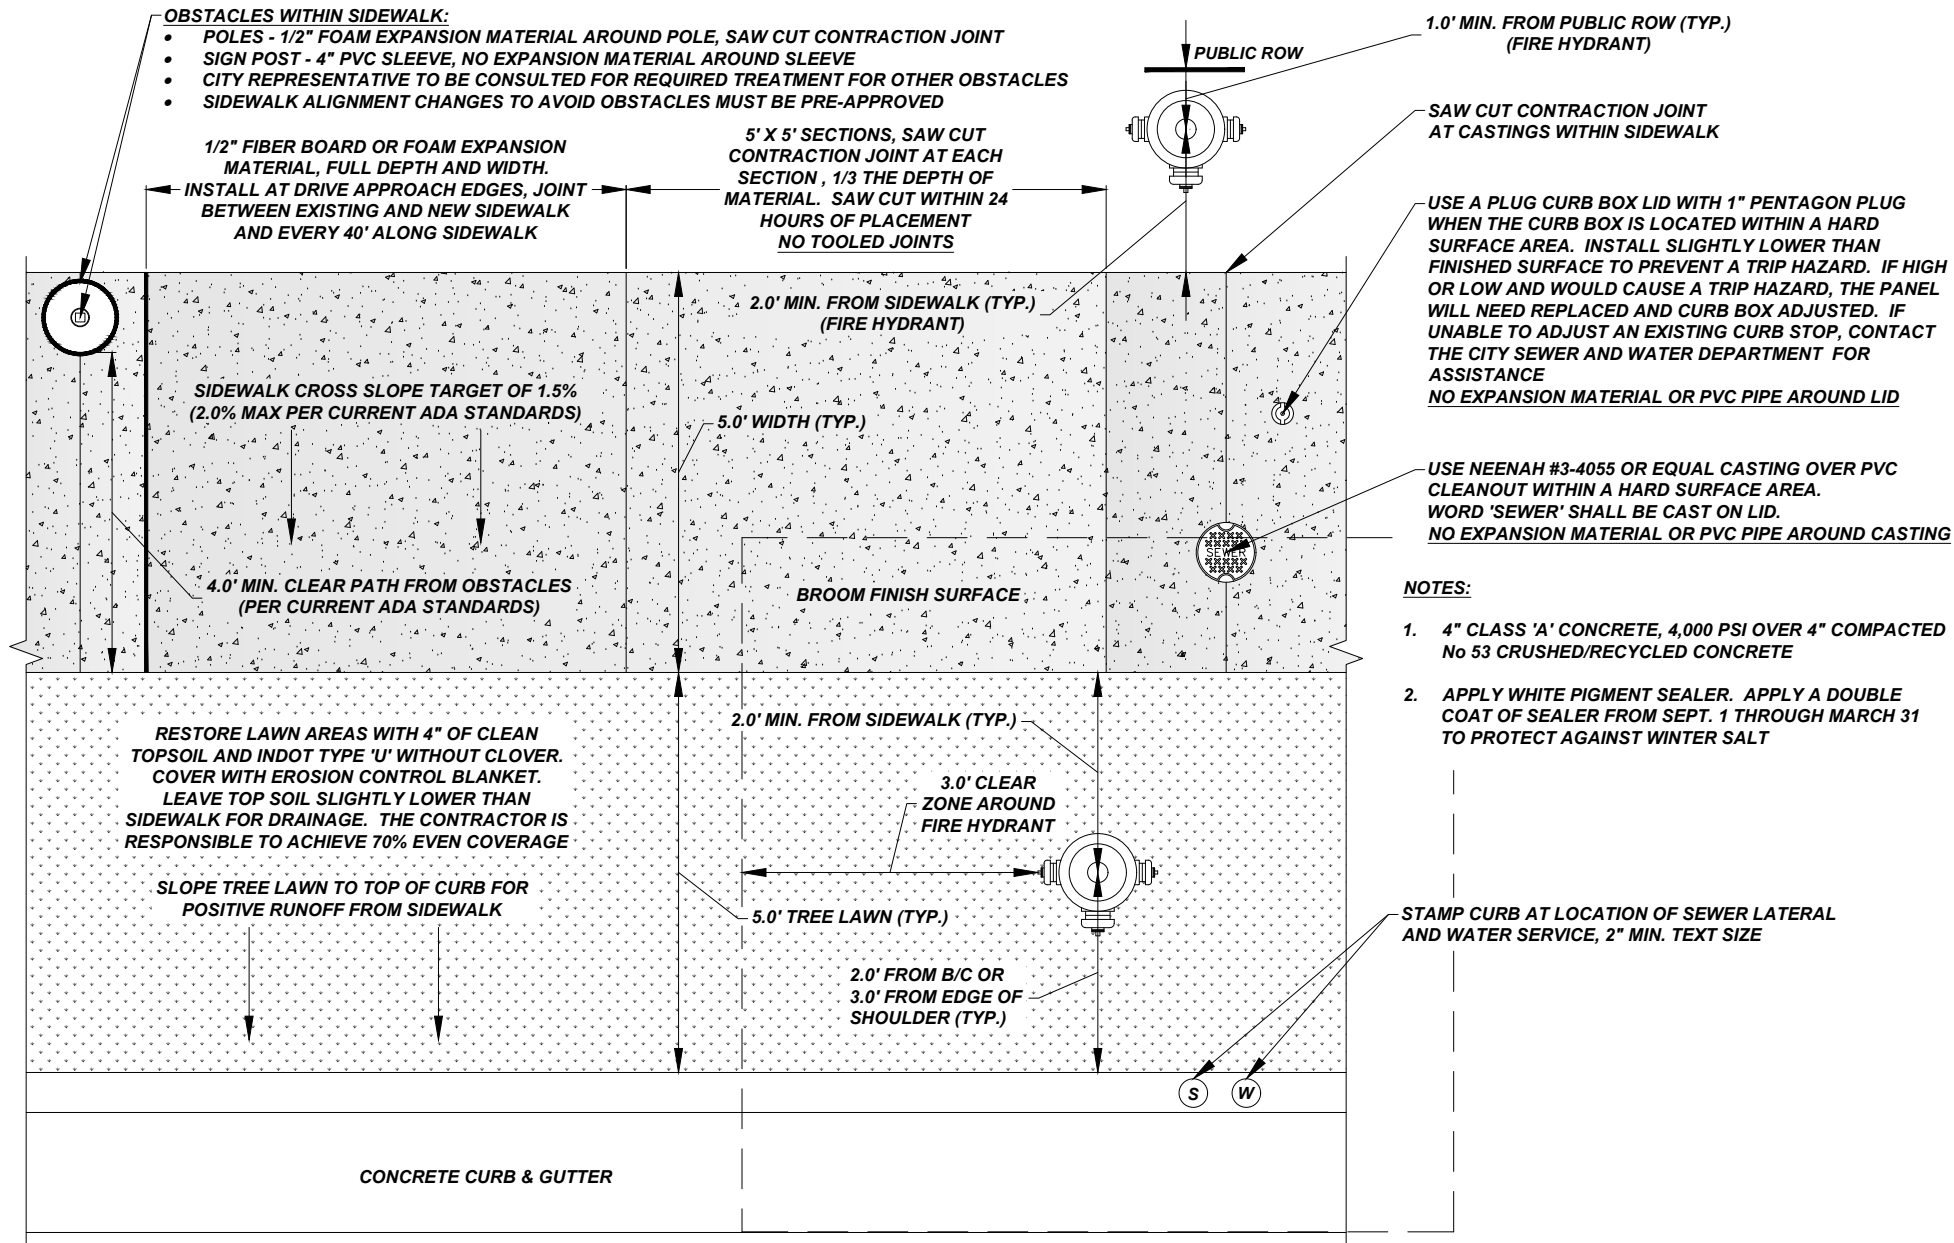 OBSTACLES WITHIN SIDEWALK:
• POLES - 1/2" FOAM EXPANSION MATERIAL AROUND POLE, SAW CUT CONTRACTION JOINT
• SIGN POST - 4" PVC SLEEVE, NO EXPANSION MATERIAL AROUND SLEEVE
• CITY REPRESENTATIVE TO BE CONSULTED FOR REQUIRED TREATMENT FOR OTHER OBSTACLES
• SIDEWALK ALIGNMENT CHANGES TO AVOID OBSTACLES MUST BE PRE-APPROVED
1/2" FIBER BOARD OR FOAM EXPANSION
MATERIAL, FULL DEPTH AND WIDTH.
INSTALL AT DRIVE APPROACH EDGES, JOINT
BETWEEN EXISTING AND NEW SIDEWALK
AND EVERY 40' ALONG SIDEWALK
5' X 5' SECTIONS, SAW CUT
CONTRACTION JOINT AT EACH
SECTION , 1/3 THE DEPTH OF
MATERIAL. SAW CUT WITHIN 24
HOURS OF PLACEMENT
NO TOOLED JOINTS
PUBLIC ROW
1.0' MIN. FROM PUBLIC ROW (TYP.)
(FIRE HYDRANT)
SAW CUT CONTRACTION JOINT
AT CASTINGS WITHIN SIDEWALK
USE A PLUG CURB BOX LID WITH 1" PENTAGON PLUG
WHEN THE CURB BOX IS LOCATED WITHIN A HARD
SURFACE AREA. INSTALL SLIGHTLY LOWER THAN
FINISHED SURFACE TO PREVENT A TRIP HAZARD. IF HIGH
OR LOW AND WOULD CAUSE A TRIP HAZARD, THE PANEL
WILL NEED REPLACED AND CURB BOX ADJUSTED. IF
UNABLE TO ADJUST AN EXISTING CURB STOP, CONTACT
THE CITY SEWER AND WATER DEPARTMENT FOR
ASSISTANCE
NO EXPANSION MATERIAL OR PVC PIPE AROUND LID
2.0' MIN. FROM SIDEWALK (TYP.)
(FIRE HYDRANT)
SIDEWALK CROSS SLOPE TARGET OF 1.5%
(2.0% MAX PER CURRENT ADA STANDARDS)
5.0' WIDTH (TYP.)
USE NEENAH #3-4055 OR EQUAL CASTING OVER PVC
CLEANOUT WITHIN A HARD SURFACE AREA.
WORD 'SEWER' SHALL BE CAST ON LID.
NO EXPANSION MATERIAL OR PVC PIPE AROUND CASTING
SEWER
4.0' MIN. CLEAR PATH FROM OBSTACLES
(PER CURRENT ADA STANDARDS)
BROOM FINISH SURFACE
NOTES:
1. 4" CLASS 'A' CONCRETE, 4,000 PSI OVER 4" COMPACTED
No 53 CRUSHED/RECYCLED CONCRETE
2. APPLY WHITE PIGMENT SEALER. APPLY A DOUBLE
COAT OF SEALER FROM SEPT. 1 THROUGH MARCH 31
TO PROTECT AGAINST WINTER SALT
RESTORE LAWN AREAS WITH 4" OF CLEAN
TOPSOIL AND INDOT TYPE 'U' WITHOUT CLOVER.
COVER WITH EROSION CONTROL BLANKET.
LEAVE TOP SOIL SLIGHTLY LOWER THAN
SIDEWALK FOR DRAINAGE. THE CONTRACTOR IS
RESPONSIBLE TO ACHIEVE 70% EVEN COVERAGE
2.0' MIN. FROM SIDEWALK (TYP.)
3.0' CLEAR
ZONE AROUND
FIRE HYDRANT
SLOPE TREE LAWN TO TOP OF CURB FOR
POSITIVE RUNOFF FROM SIDEWALK
5.0' TREE LAWN (TYP.)
2.0' FROM B/C OR
3.0' FROM EDGE OF
SHOULDER (TYP.)
STAMP CURB AT LOCATION OF SEWER LATERAL
AND WATER SERVICE, 2" MIN. TEXT SIZE
S W
CONCRETE CURB & GUTTER